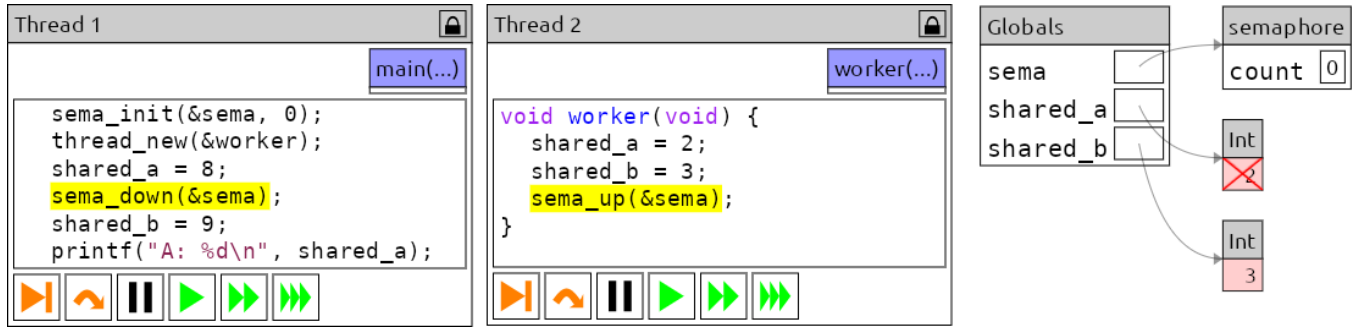 Thread 1
main(...)
sema_init(&sema, 0);
thread_new(&worker);
shared_a = 8;
sema_down(&sema);
shared_b = 9;
printf("A: %d\n", shared_a);
Thread 2
worker(...)
void worker(void) {
shared_a = 2;
shared_b = 3;
sema_up(&sema);
}
Globals
sema
shared_a
shared_b
semaphore
count 0
Int
2
Int
3